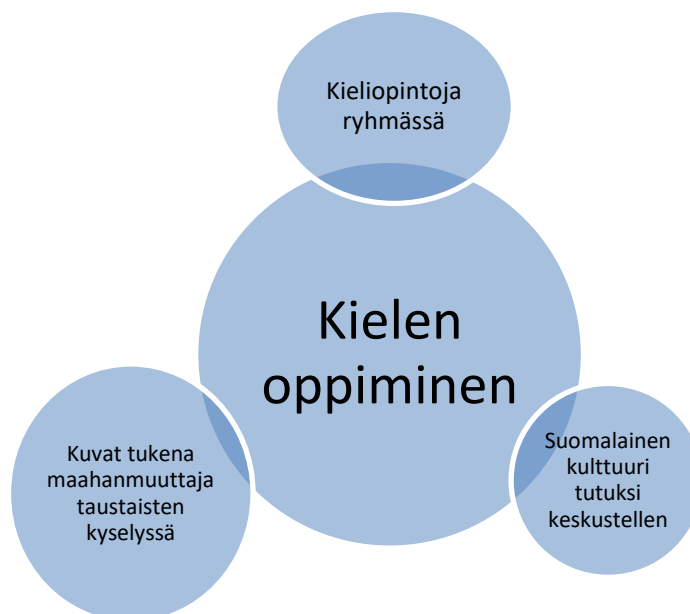 Kieliopintoja
ryhmässä
Kielen
oppiminen
Kuvat tukena
maahanmuuttaja
taustaisten
kyselyssä
Suomalainen
kulttuuri
tutuksi
keskustellen